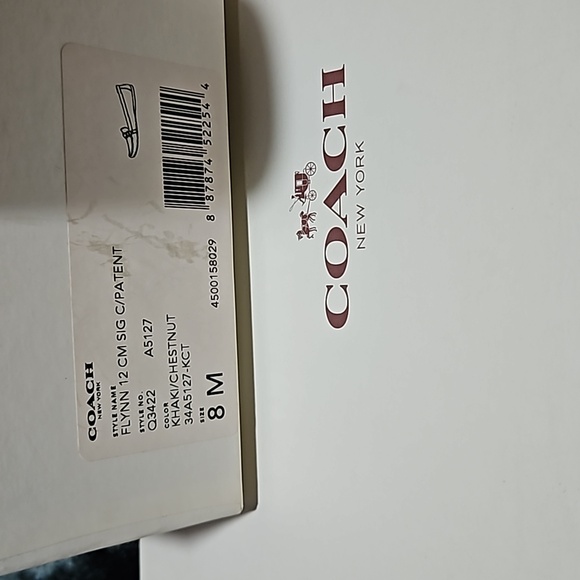 COACH
NEW YORK
STYLE NAME
FLYNN 12 CM SIG C/PATENT
STYLE NO.
Q3422 A5127
COLOR
KHAKI/CHESTNUT
34A5127-KCT
SIZE
8 M
4500158029
8 87874 52254 4
COACH
NEW YORK